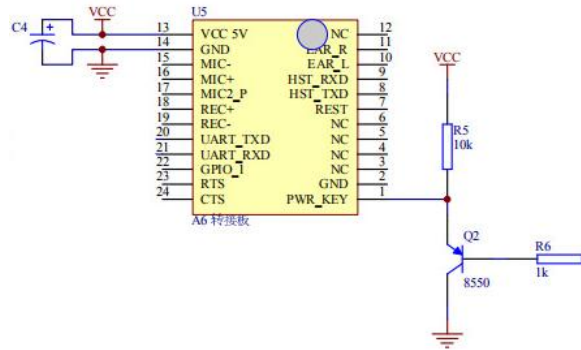 U5
C4
+
VCC
13 VCC 5V NC 12
14 GND EAR_R 11
15 MIC- EAR_L 10
16 MIC+ HST_RXD 9
17 MIC2_P HST_TXD 8
18 REC+ REST 7
19 REC- NC 6
20 UART_TXD NC 5
21 UART_RXD NC 4
22 GPIO_1 NC 3
23 RTS GND 2
24 CTS PWR_KEY 1
A6 转接板
VCC
R5
10k
Q2
8550
R6
1k